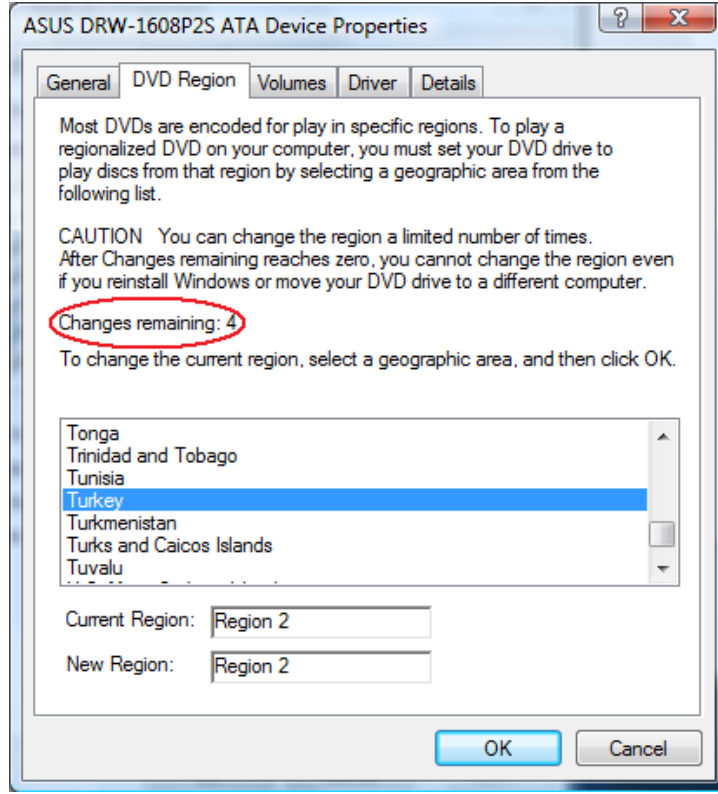 ASUS DRW-1608P2S ATA Device Properties
General DVD Region Volumes Driver Details
Most DVDs are encoded for play in specific regions. To play a
regionalized DVD on your computer, you must set your DVD drive to
play discs from that region by selecting a geographic area from the
following list.
CAUTION You can change the region a limited number of times.
After Changes remaining reaches zero, you cannot change the region even
if you reinstall Windows or move your DVD drive to a different computer.
Changes remaining: 4
To change the current region, select a geographic area, and then click OK.
Tonga
Trinidad and Tobago
Tunisia
Turkey
Turkmenistan
Turks and Caicos Islands
Tuvalu
Current Region: Region 2
New Region: Region 2
OK Cancel